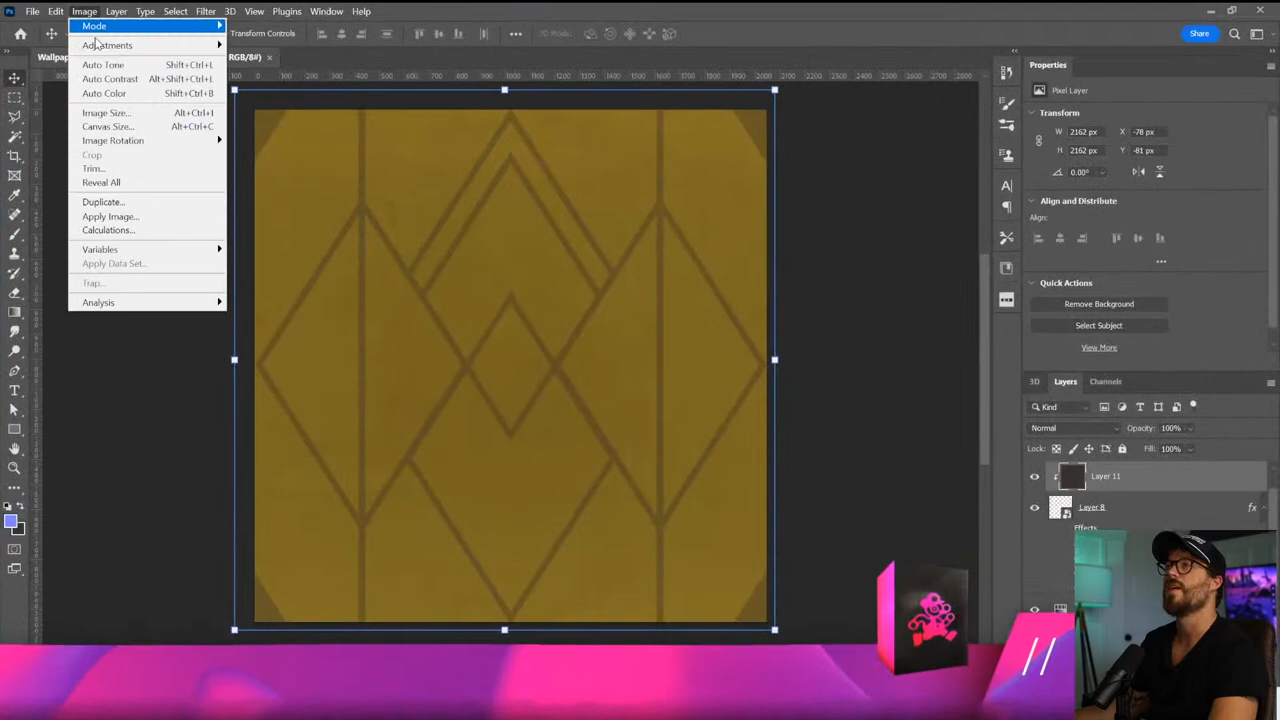 Ps File Edit Image Layer Type Select Filter 3D View Plugins Window Help
Transform Controls 3D Mode: Share
Wallpap RGB/8#)
Mode
Adjustments
Auto Tone Shift+Ctrl+L
Auto Contrast Alt+Shift+Ctrl+L
Auto Color Shift+Ctrl+B
Image Size... Alt+Ctrl+I
Canvas Size... Alt+Ctrl+C
Image Rotation
Crop
Trim...
Reveal All
Duplicate...
Apply Image...
Calculations...
Variables
Apply Data Set...
Trap...
Analysis
Properties
Pixel Layer
Transform
W 2162 px X -78 px
H 2162 px Y -81 px
0.00°
Align and Distribute
Align:
Quick Actions
Remove Background
Select Subject
View More
3D Layers Channels
Kind
Normal Opacity: 100%
Lock: Fill: 100%
Layer 11
Layer 8 fx
Effects
//